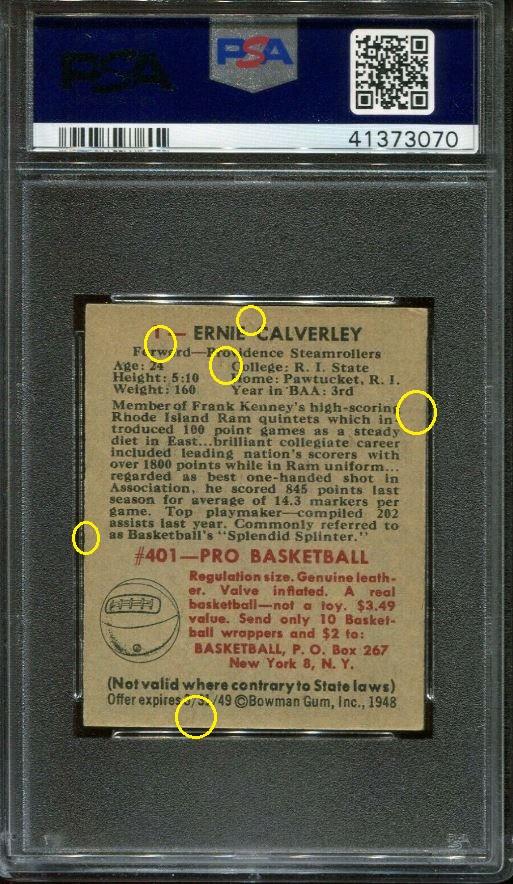 PSA
PSA
41373070
1 — ERNIE CALVERLEY
Forward—Providence Steamrollers
Age: 24 College: R. I. State
Height: 5:10 Home: Pawtucket, R. I.
Weight: 160 Year in BAA: 3rd
Member of Frank Kenney's high-scoring
Rhode Island Ram quintets which in-
troduced 100 point games as a steady
diet in East...brilliant collegiate career
included leading nation's scorers with
over 1800 points while in Ram uniform...
regarded as best one-handed shot in
Association, he scored 845 points last
season for average of 14.3 markers per
game. Top playmaker—compiled 202
assists last year. Commonly referred to
as Basketball's "Splendid Splinter."
#401—PRO BASKETBALL
Regulation size. Genuine leath-
er. Valve inflated. A real
basketball—not a toy. $3.49
value. Send only 10 Basket-
ball wrappers and $2 to:
BASKETBALL, P. O. Box 267
New York 8, N. Y.
(Not valid where contrary to State laws)
Offer expires 3/31/49 ©Bowman Gum, Inc., 1948